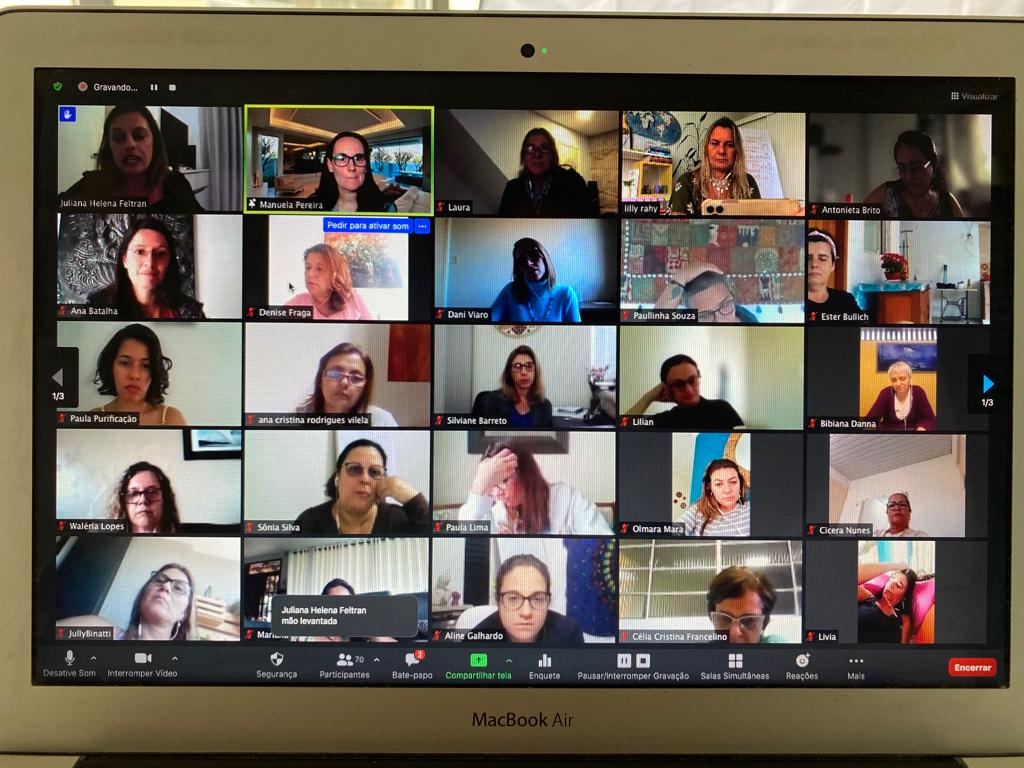 Gravando...
Visualizar
Juliana Helena Feltran
Manuela Pereira
Laura
lilly rahy
Antonieta Brito
Pedir para ativar som
Ana Batalha
Denise Fraga
Dani Viaro
Paullinha Souza
Ester Bullich
1/3
Paula Purificação
ana cristina rodrigues vilela
Silviane Barreto
Lilian
Bibiana Danna
1/3
Waléria Lopes
Sônia Silva
Paula Lima
Olmara Mara
Cicera Nunes
Juliana Helena Feltran
mão levantada
JullyBinatti
Aline Galhardo
Célia Cristina Francelino
Livia
Desative Som
Interromper Vídeo
Segurança
Participantes
70
Bate-papo
2
Compartilhar tela
Enquete
Pausar/Interromper Gravação
Salas Simultâneas
Reações
Mais
Encerrar
MacBook Air